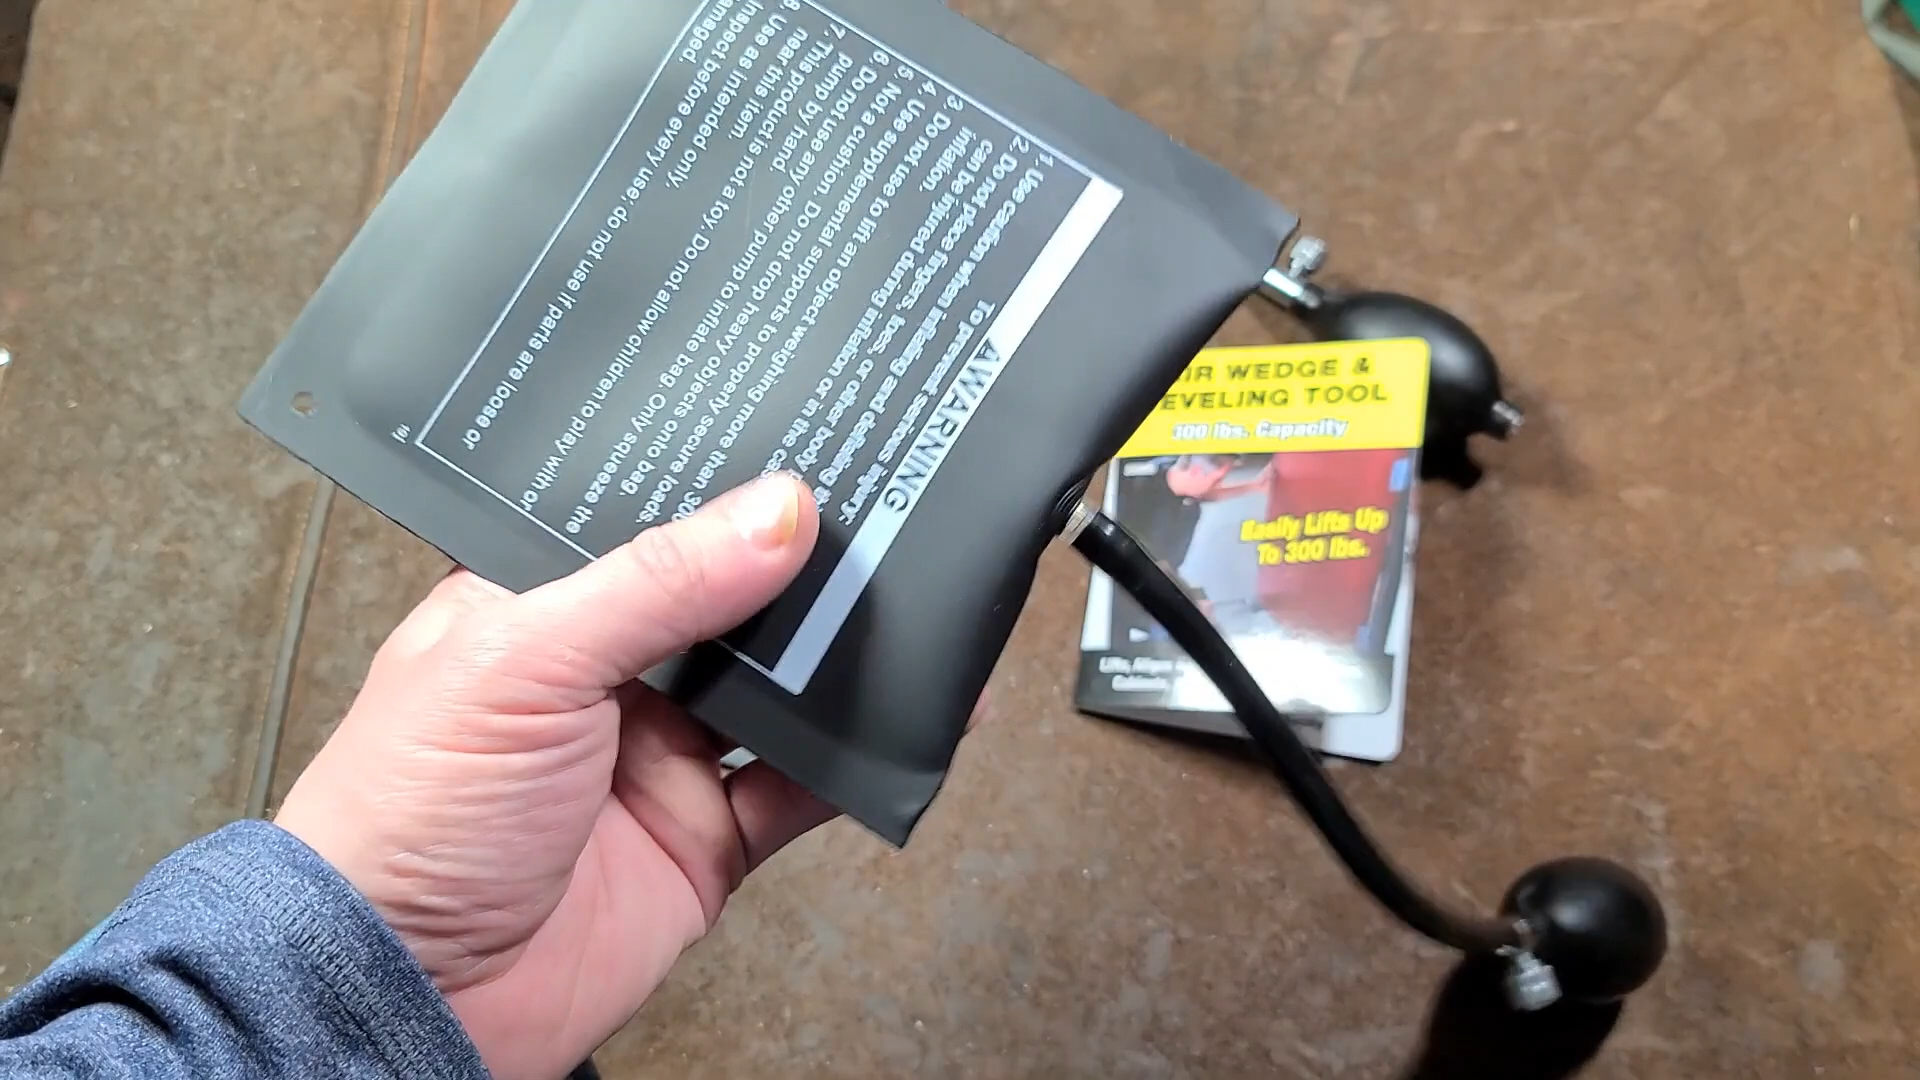 WARNING
To prevent serious injury:
1. Use caution when inflating and deflating
2. Do not place fingers, toes, or other body
can be injured during inflation or in the
inflation.
3. Do not use to lift an object weighing more than 300
4. Use supplemental supports to properly secure loads.
5. Not a cushion. Do not drop heavy objects onto bag.
6. Do not use any other pump to inflate bag. Only squeeze the
pump by hand.
7. This product is not a toy. Do not allow children to play with or
near this item.
8. Use as intended only.
Inspect before every use; do not use if parts are loose or
amaged.
19j
IR WEDGE &
EVELING TOOL
300 lbs. Capacity
Easily Lifts Up
To 300 lbs.
Lifts, Aligns